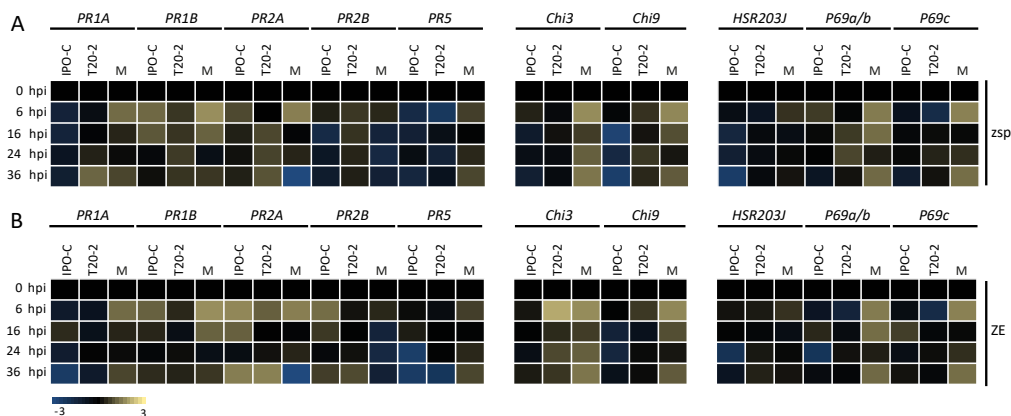 A
PR1A PR1B PR2A PR2B PR5 Chi3 Chi9 HSR203J P69a/b P69c
IPO-C T20-2 M IPO-C T20-2 M IPO-C T20-2 M IPO-C T20-2 M IPO-C T20-2 M IPO-C T20-2 M IPO-C T20-2 M IPO-C T20-2 M IPO-C T20-2 M IPO-C T20-2 M
0 hpi
6 hpi
16 hpi
24 hpi
36 hpi
zsp
B
PR1A PR1B PR2A PR2B PR5 Chi3 Chi9 HSR203J P69a/b P69c
IPO-C T20-2 M IPO-C T20-2 M IPO-C T20-2 M IPO-C T20-2 M IPO-C T20-2 M IPO-C T20-2 M IPO-C T20-2 M IPO-C T20-2 M IPO-C T20-2 M IPO-C T20-2 M
0 hpi
6 hpi
16 hpi
24 hpi
36 hpi
ZE
-3 3